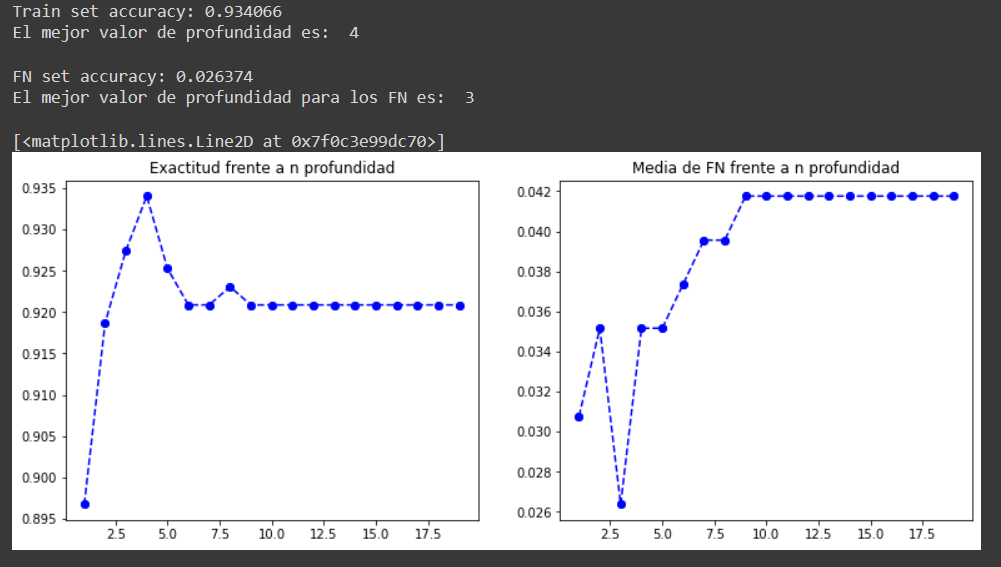 Train set accuracy: 0.934066
El mejor valor de profundidad es:  4
FN set accuracy: 0.026374
El mejor valor de profundidad para los FN es:  3
[<matplotlib.lines.Line2D at 0x7f0c3e99dc70>]
Exactitud frente a n profundidad
0.935
0.930
0.925
0.920
0.915
0.910
0.905
0.900
0.895
2.5 5.0 7.5 10.0 12.5 15.0 17.5
Media de FN frente a n profundidad
0.042
0.040
0.038
0.036
0.034
0.032
0.030
0.028
0.026
2.5 5.0 7.5 10.0 12.5 15.0 17.5